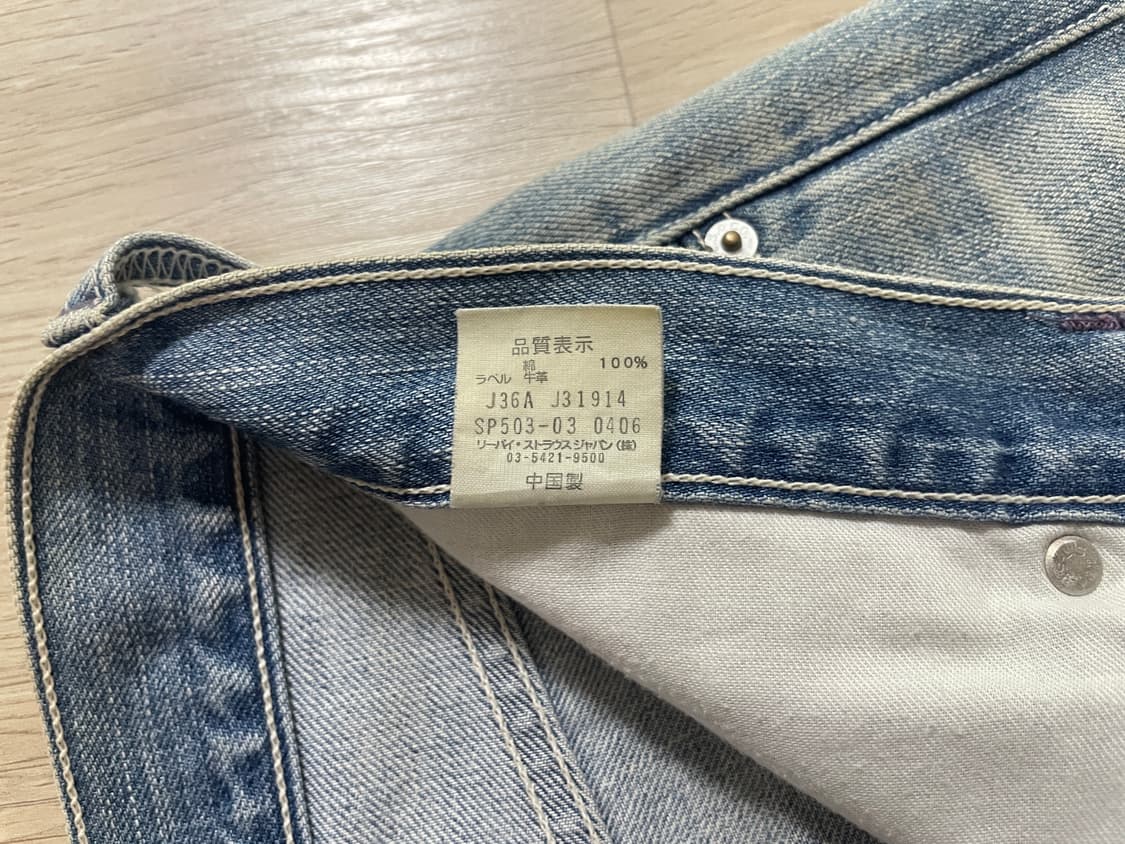 品質表示
綿 100%
ラベル 牛革
J36A J31914
SP503-03 0406
リーバイ・ストラウス ジャパン(株)
03-5421-9500
中国製